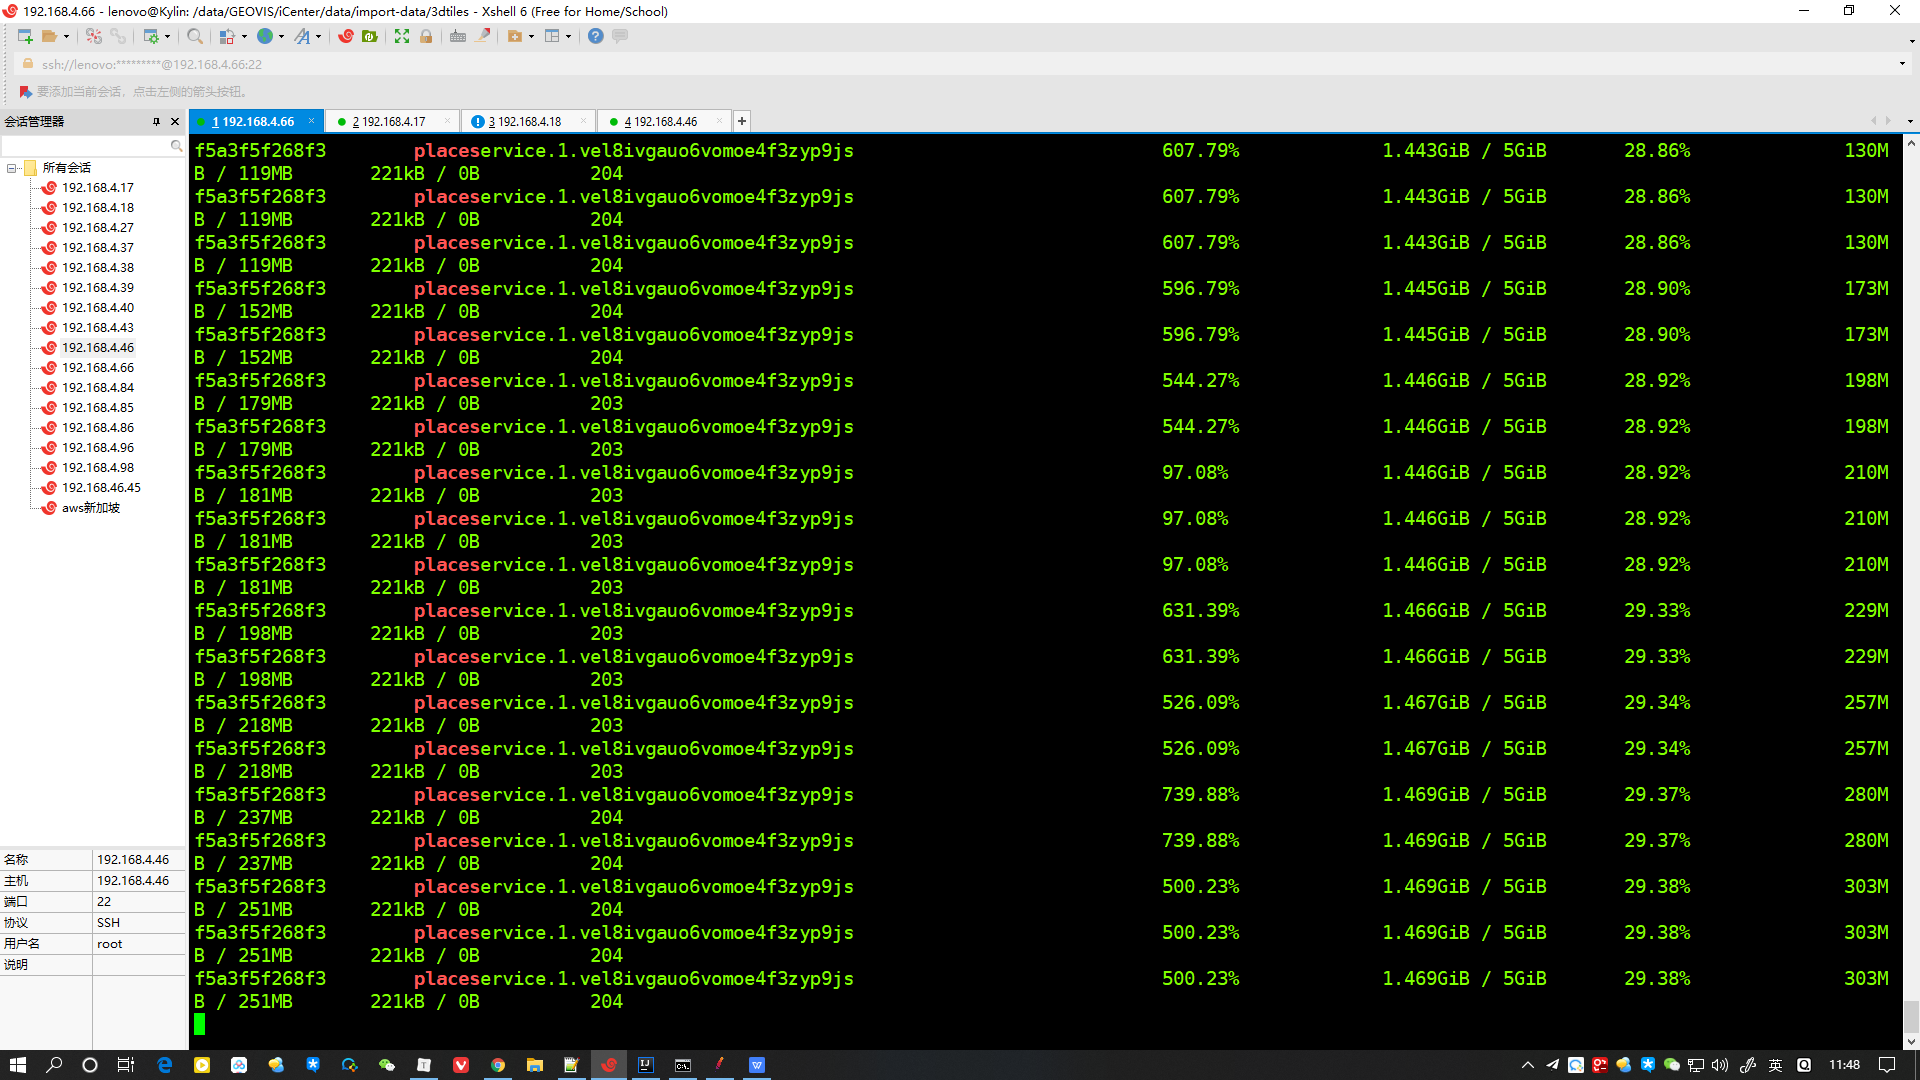 192.168.4.66 - lenovo@Kylin: /data/GEOVIS/iCenter/data/import-data/3dtiles - Xshell 6 (Free for Home/School)
ssh://lenovo:*********@192.168.4.66:22
要添加当前会话，点击左侧的箭头按钮。
会话管理器
1 192.168.4.66
2 192.168.4.17
3 192.168.4.18
4 192.168.4.46
所有会话
192.168.4.17
192.168.4.18
192.168.4.27
192.168.4.37
192.168.4.38
192.168.4.39
192.168.4.40
192.168.4.43
192.168.4.46
192.168.4.66
192.168.4.84
192.168.4.85
192.168.4.86
192.168.4.96
192.168.4.98
192.168.46.45
aws新加坡
名称 192.168.4.46
主机 192.168.4.46
端口 22
协议 SSH
用户名 root
说明
f5a3f5f268f3 placeservice.1.vel8ivgauo6vomoe4f3zyp9js 607.79% 1.443GiB / 5GiB 28.86% 130M
B / 119MB 221kB / 0B 204
f5a3f5f268f3 placeservice.1.vel8ivgauo6vomoe4f3zyp9js 607.79% 1.443GiB / 5GiB 28.86% 130M
B / 119MB 221kB / 0B 204
f5a3f5f268f3 placeservice.1.vel8ivgauo6vomoe4f3zyp9js 607.79% 1.443GiB / 5GiB 28.86% 130M
B / 119MB 221kB / 0B 204
f5a3f5f268f3 placeservice.1.vel8ivgauo6vomoe4f3zyp9js 596.79% 1.445GiB / 5GiB 28.90% 173M
B / 152MB 221kB / 0B 204
f5a3f5f268f3 placeservice.1.vel8ivgauo6vomoe4f3zyp9js 596.79% 1.445GiB / 5GiB 28.90% 173M
B / 152MB 221kB / 0B 204
f5a3f5f268f3 placeservice.1.vel8ivgauo6vomoe4f3zyp9js 544.27% 1.446GiB / 5GiB 28.92% 198M
B / 179MB 221kB / 0B 203
f5a3f5f268f3 placeservice.1.vel8ivgauo6vomoe4f3zyp9js 544.27% 1.446GiB / 5GiB 28.92% 198M
B / 179MB 221kB / 0B 203
f5a3f5f268f3 placeservice.1.vel8ivgauo6vomoe4f3zyp9js 97.08% 1.446GiB / 5GiB 28.92% 210M
B / 181MB 221kB / 0B 203
f5a3f5f268f3 placeservice.1.vel8ivgauo6vomoe4f3zyp9js 97.08% 1.446GiB / 5GiB 28.92% 210M
B / 181MB 221kB / 0B 203
f5a3f5f268f3 placeservice.1.vel8ivgauo6vomoe4f3zyp9js 97.08% 1.446GiB / 5GiB 28.92% 210M
B / 181MB 221kB / 0B 203
f5a3f5f268f3 placeservice.1.vel8ivgauo6vomoe4f3zyp9js 631.39% 1.466GiB / 5GiB 29.33% 229M
B / 198MB 221kB / 0B 203
f5a3f5f268f3 placeservice.1.vel8ivgauo6vomoe4f3zyp9js 631.39% 1.466GiB / 5GiB 29.33% 229M
B / 198MB 221kB / 0B 203
f5a3f5f268f3 placeservice.1.vel8ivgauo6vomoe4f3zyp9js 526.09% 1.467GiB / 5GiB 29.34% 257M
B / 218MB 221kB / 0B 203
f5a3f5f268f3 placeservice.1.vel8ivgauo6vomoe4f3zyp9js 526.09% 1.467GiB / 5GiB 29.34% 257M
B / 218MB 221kB / 0B 203
f5a3f5f268f3 placeservice.1.vel8ivgauo6vomoe4f3zyp9js 739.88% 1.469GiB / 5GiB 29.37% 280M
B / 237MB 221kB / 0B 204
f5a3f5f268f3 placeservice.1.vel8ivgauo6vomoe4f3zyp9js 739.88% 1.469GiB / 5GiB 29.37% 280M
B / 237MB 221kB / 0B 204
f5a3f5f268f3 placeservice.1.vel8ivgauo6vomoe4f3zyp9js 500.23% 1.469GiB / 5GiB 29.38% 303M
B / 251MB 221kB / 0B 204
f5a3f5f268f3 placeservice.1.vel8ivgauo6vomoe4f3zyp9js 500.23% 1.469GiB / 5GiB 29.38% 303M
B / 251MB 221kB / 0B 204
f5a3f5f268f3 placeservice.1.vel8ivgauo6vomoe4f3zyp9js 500.23% 1.469GiB / 5GiB 29.38% 303M
B / 251MB 221kB / 0B 204
英
11:48